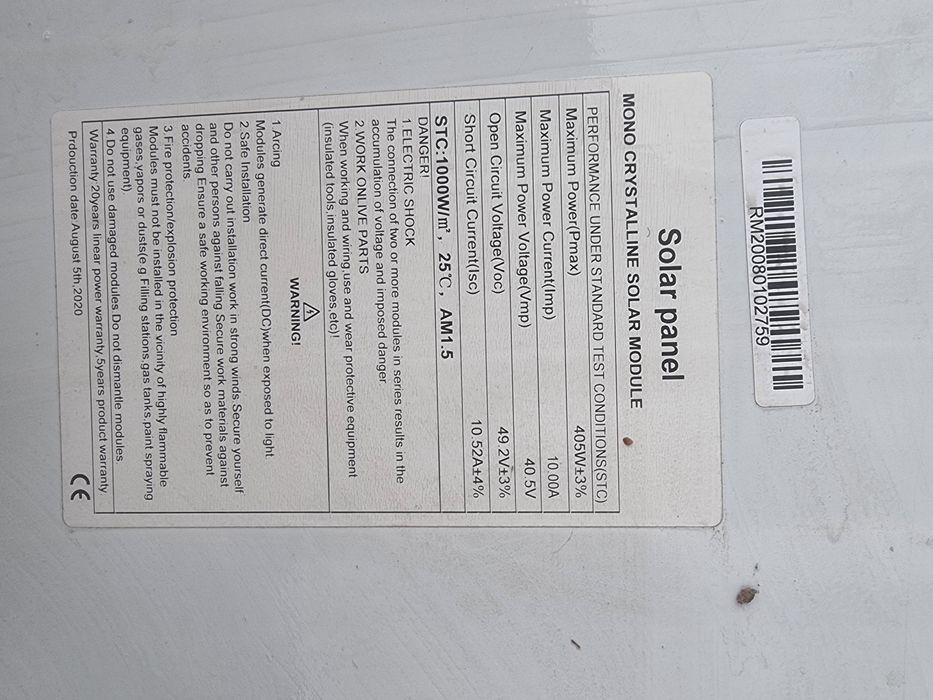 RM20080102759
Solar panel
MONO CRYSTALLINE SOLAR MODULE
PERFORMANCE UNDER STANDARD TEST CONDITIONS(STC)
Maximum Power(Pmax) 405W±3%
Maximum Power Current(Imp) 10.00A
Maximum Power Voltage(Vmp) 40.5V
Open Circuit Voltage(Voc) 49.2V±3%
Short Circuit Current(Isc) 10.52A±4%
STC:1000W/m², 25℃, AM1.5
DANGER!
1 ELECTRIC SHOCK
The connection of two or more modules in series results in the
accumulation of voltage and imposed danger
2 WORK ONLIVE PARTS
When working and wiring,use and wear protective equipment
(insulated tools,insulated gloves,etc)!
WARNING!
1 Arcing
Modules generate direct current(DC)when exposed to light.
2 Safe Installation
Do not carry out installation work in strong winds.Secure yourself
and other persons against falling.Secure work materials against
dropping.Ensure a safe working environment so as to prevent
accidents.
3 Fire protection/explosion protection
Modules must not be installed in the vicinity of highly flammable
gases,vapors or dusts(e.g.Filling stations,gas tanks,paint spraying
equipment)
4 Do not use damaged modules.Do not dismantle modules
Warranty:20years linear power warranty.5years product warranty
Prdouction date:August 5th,2020
CE